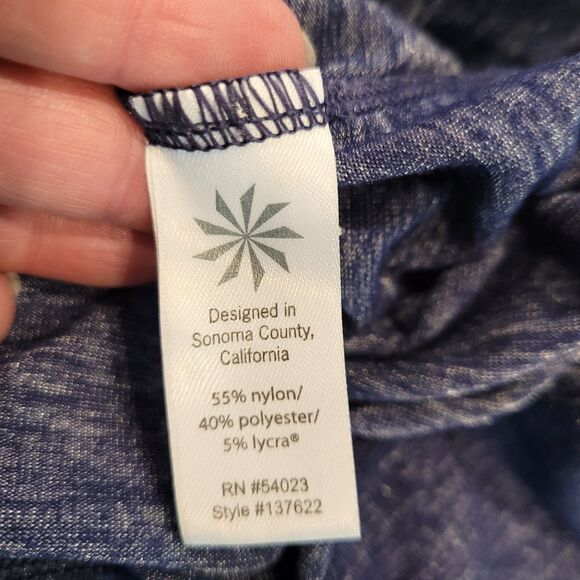 Designed in
Sonoma County,
California
55% nylon/
40% polyester/
5% lycra®
RN #54023
Style #137622